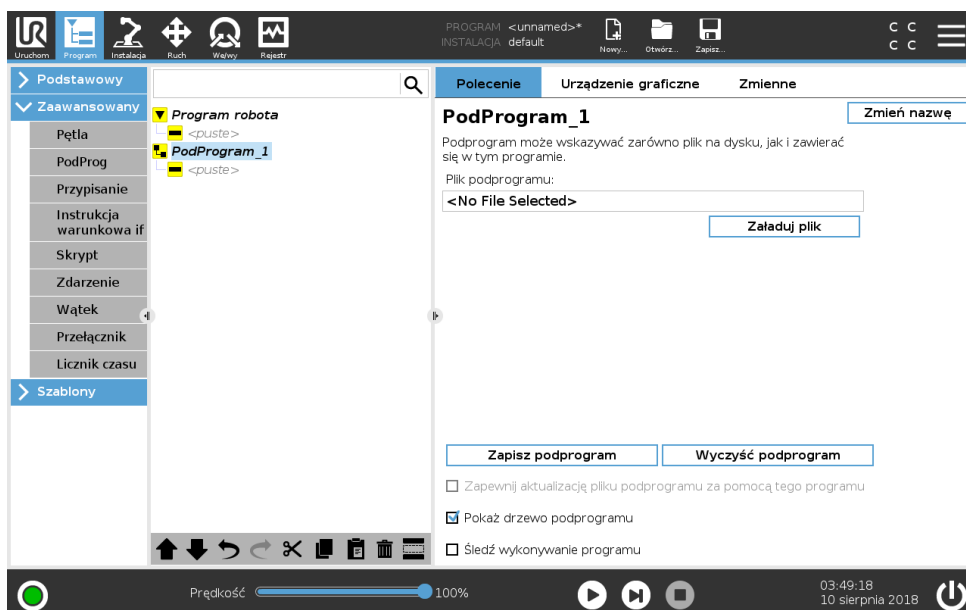 PROGRAM <unnamed>*
INSTALACJA default
Uruchom Program Instalacja Ruch We/wy Rejestr Nowy... Otwórz... Zapisz...
C C
C C
Podstawowy
Zaawansowany
Pętla
PodProg
Przypisanie
Instrukcja
warunkowa if
Skrypt
Zdarzenie
Wątek
Przełącznik
Licznik czasu
Szablony
Program robota
<puste>
PodProgram_1
<puste>
Polecenie Urządzenie graficzne Zmienne
PodProgram_1 Zmień nazwę
Podprogram może wskazywać zarówno plik na dysku, jak i zawierać
się w tym programie.
Plik podprogramu:
<No File Selected>
Załaduj plik
Zapisz podprogram Wyczyść podprogram
Zapewnij aktualizację pliku podprogramu za pomocą tego programu
Pokaż drzewo podprogramu
Śledź wykonywanie programu
Prędkość 100%
03:49:18
10 sierpnia 2018